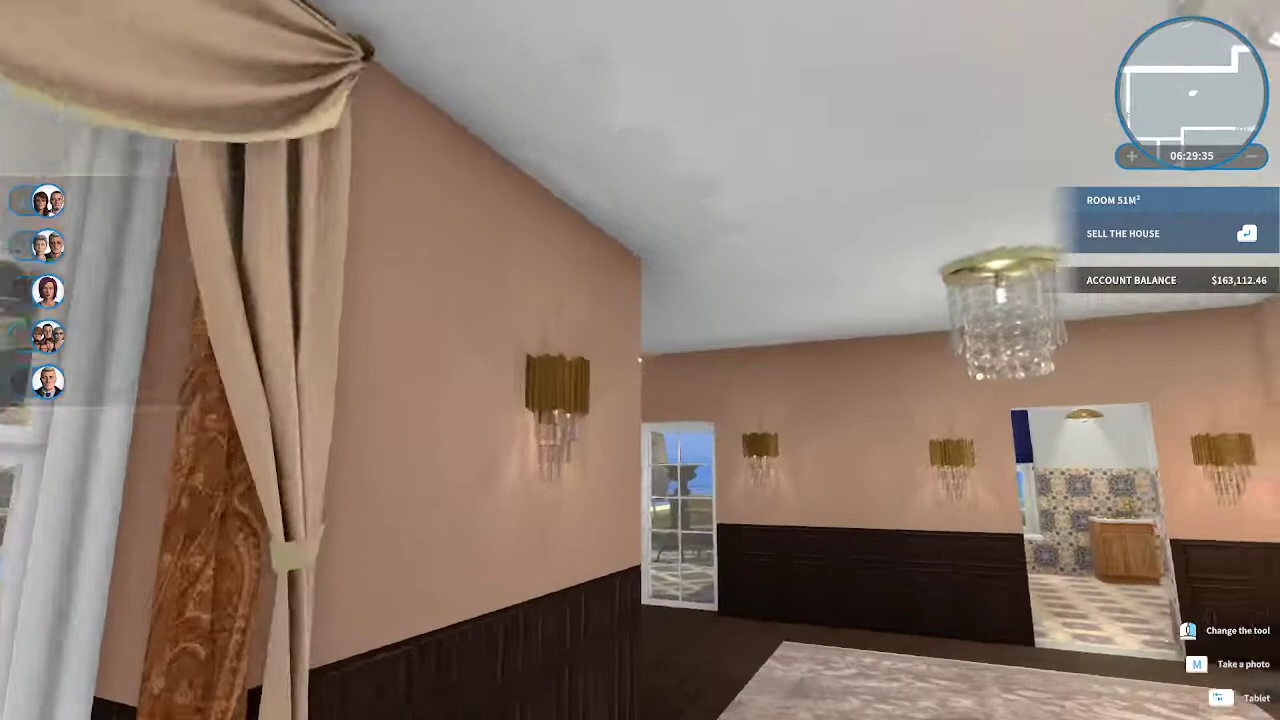 06:29:35
ROOM 51M²
SELL THE HOUSE
ACCOUNT BALANCE $163,112.46
Change the tool
M Take a photo
Tablet